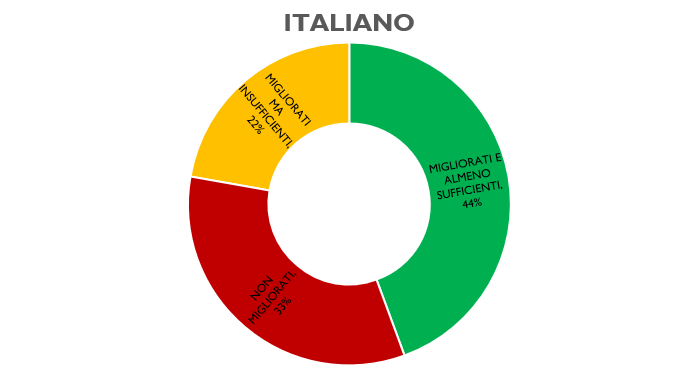 ITALIANO
MIGLIORATI
MA
INSUFFICIENTI,
22%
MIGLIORATI E
ALMENO
SUFFICIENTI,
44%
NON
MIGLIORATI,
33%